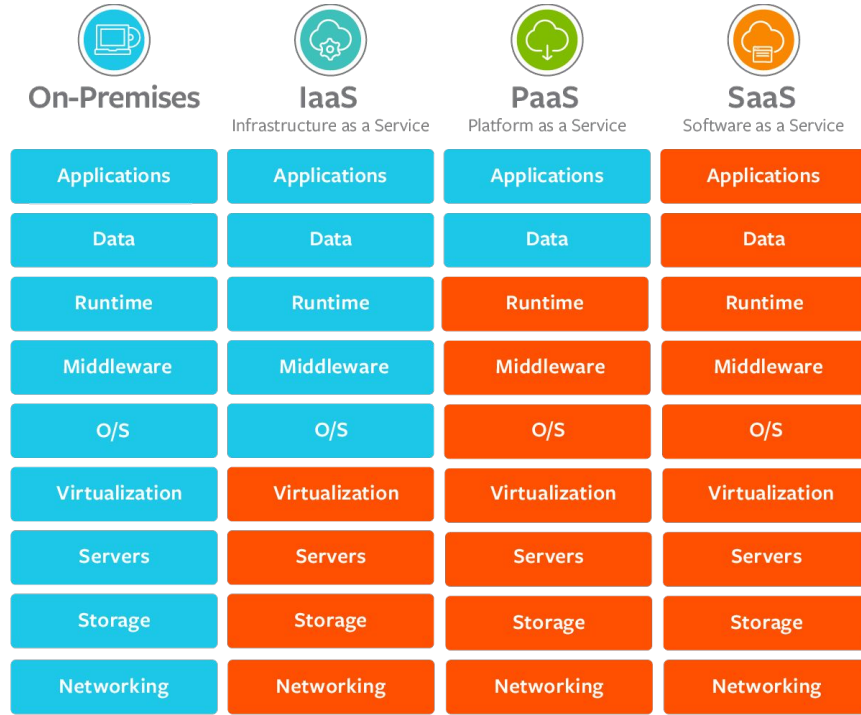 On-Premises IaaS PaaS SaaS
Infrastructure as a Service Platform as a Service Software as a Service
Applications Applications Applications Applications
Data Data Data Data
Runtime Runtime Runtime Runtime
Middleware Middleware Middleware Middleware
O/S O/S O/S O/S
Virtualization Virtualization Virtualization Virtualization
Servers Servers Servers Servers
Storage Storage Storage Storage
Networking Networking Networking Networking